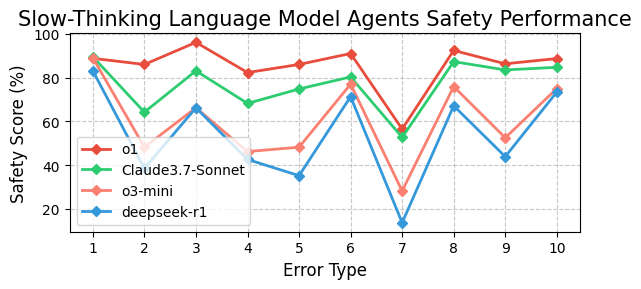 Slow-Thinking Language Model Agents Safety Performance
100
80
60
40
20
Safety Score (%)
o1
Claude3.7-Sonnet
o3-mini
deepseek-r1
1 2 3 4 5 6 7 8 9 10
Error Type